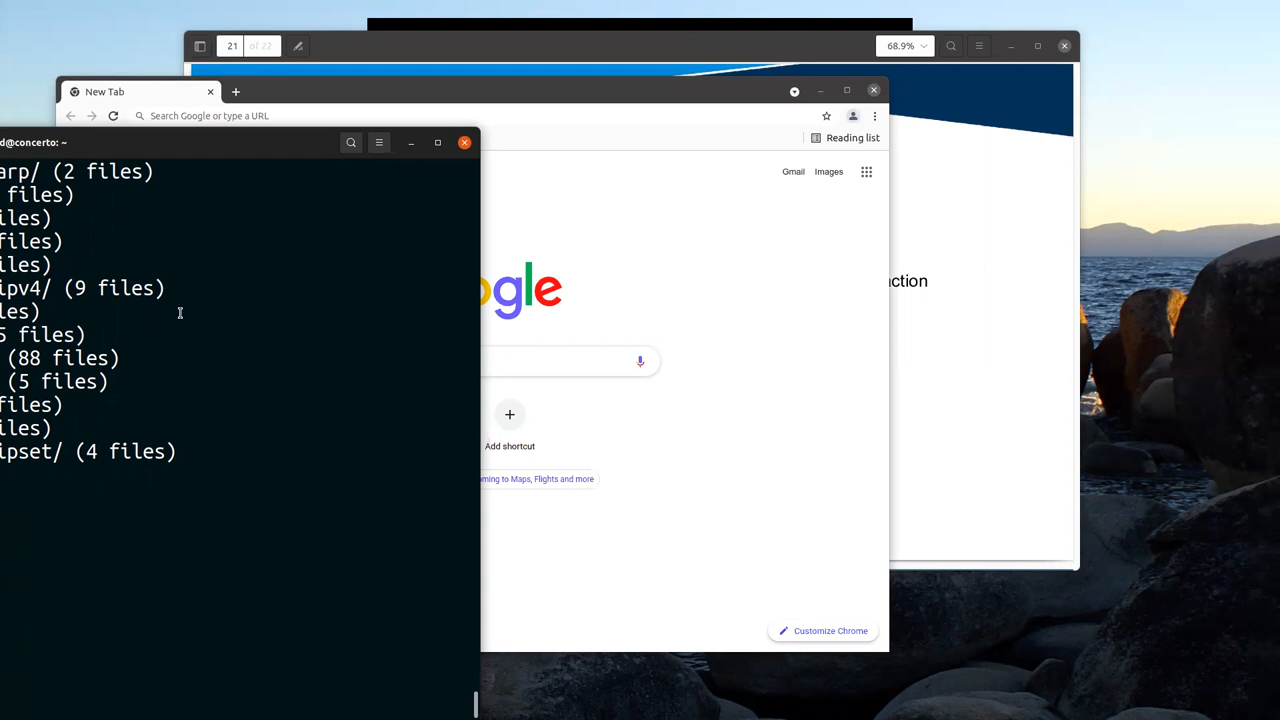 21 of 22
68.9%
New Tab
Search Google or type a URL
Reading list
d@concerto: ~
Gmail Images
arp/ (2 files)
files)
iles)
files)
iles)
ipv4/ (9 files)
les)
5 files)
(88 files)
(5 files)
files)
iles)
ipset/ (4 files)
ogle
ction
Add shortcut
oming to Maps, Flights and more
Customize Chrome